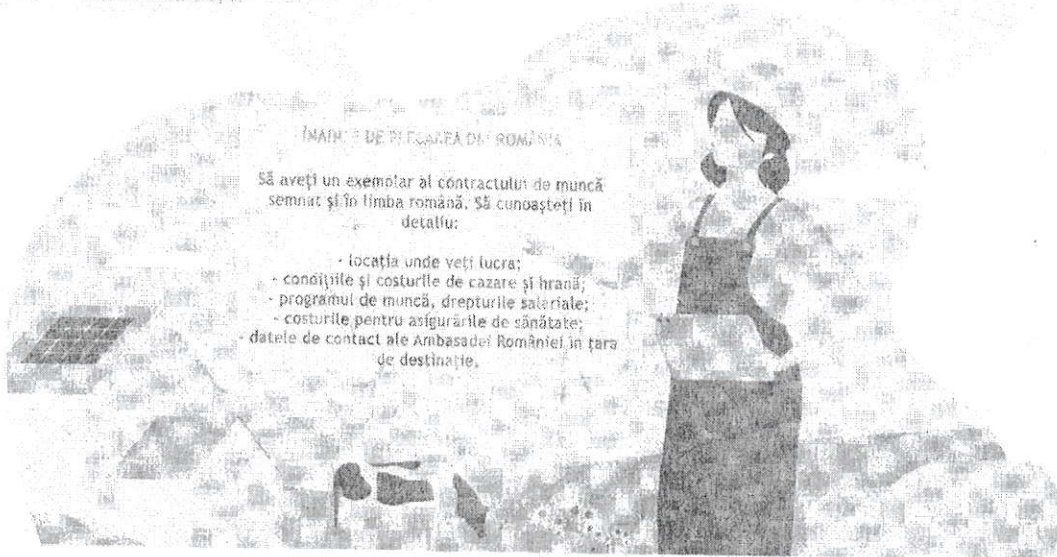 ÎNAINTE DE PLECAREA DIN ROMÂNIA
Să aveți un exemplar al contractului de muncă
semnat și în limba română. Să cunoașteți în
detaliu:
- locația unde veți lucra;
- condițiile și costurile de cazare și hrană;
- programul de muncă, drepturile salariale;
- costurile pentru asigurările de sănătate;
- datele de contact ale Ambasadei României în țara
de destinație.